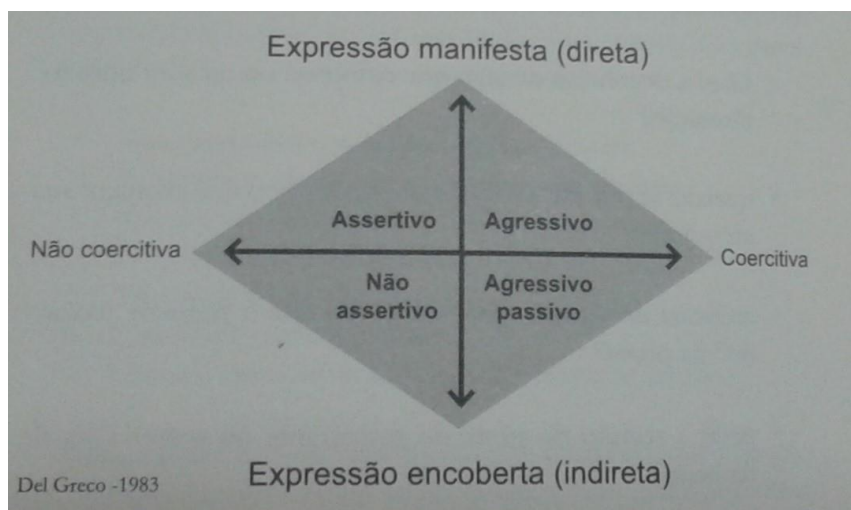 Expressão manifesta (direta)
Assertivo
Agressivo
Não coercitiva
Coercitiva
Não
assertivo
Agressivo
passivo
Expressão encoberta (indireta)
Del Greco -1983